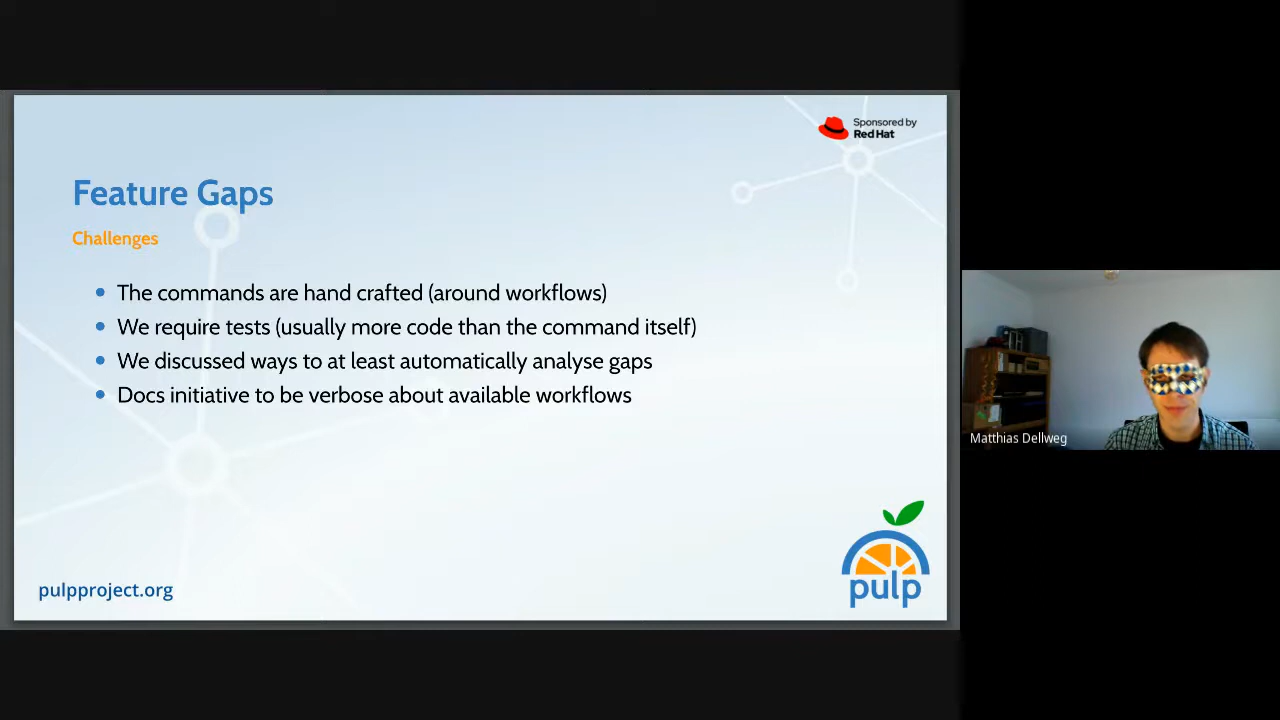 Sponsored by
Red Hat
Feature Gaps
Challenges
The commands are hand crafted (around workflows)
We require tests (usually more code than the command itself)
We discussed ways to at least automatically analyse gaps
Docs initiative to be verbose about available workflows
pulpproject.org
pulp
Matthias Dellweg